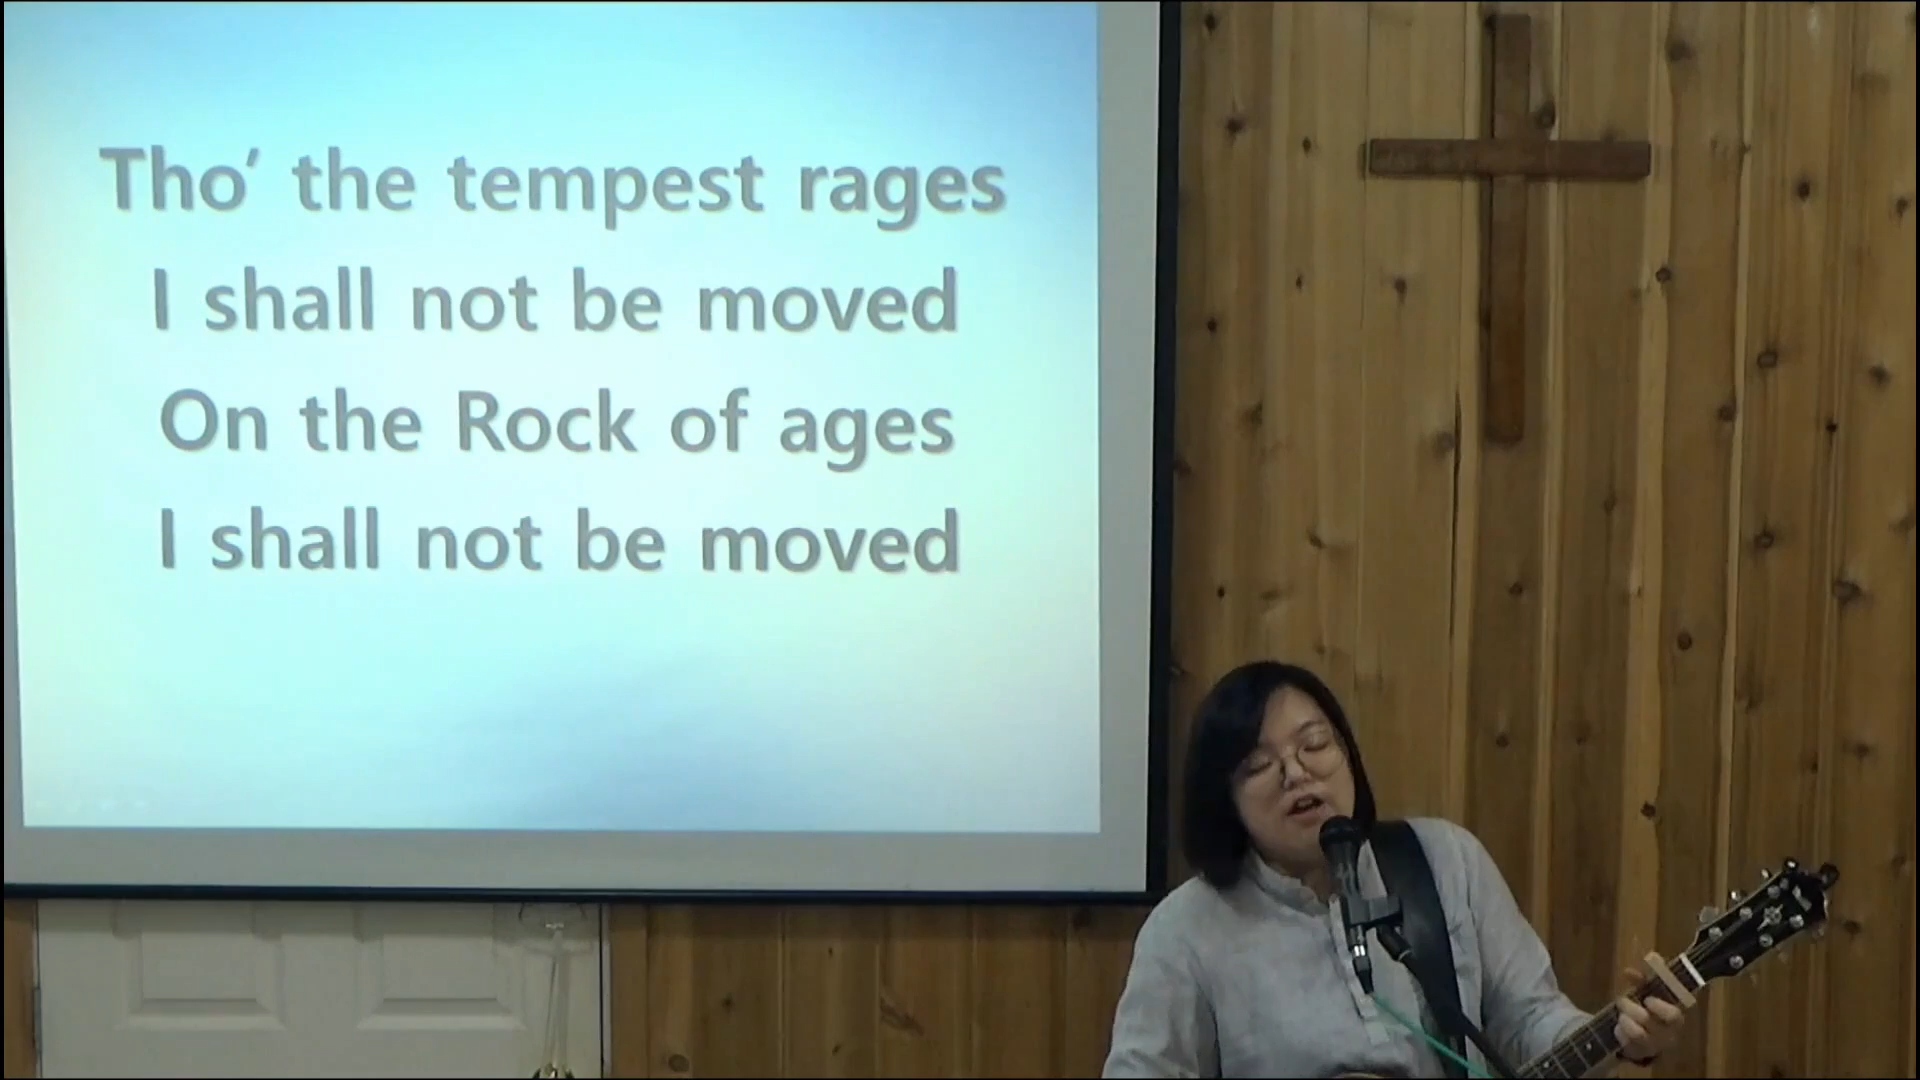 Tho' the tempest rages
I shall not be moved
On the Rock of ages
I shall not be moved